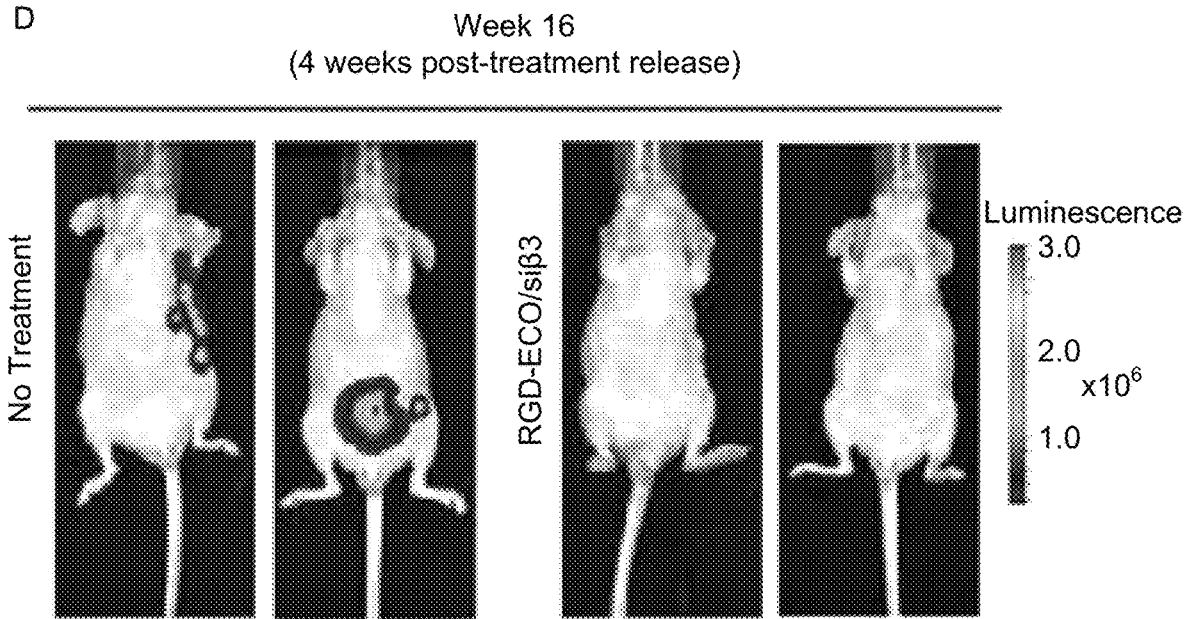 D
Week 16
(4 weeks post-treatment release)
No Treatment
RGD-ECO/siβ3
Luminescence
3.0
2.0
x10⁶
1.0